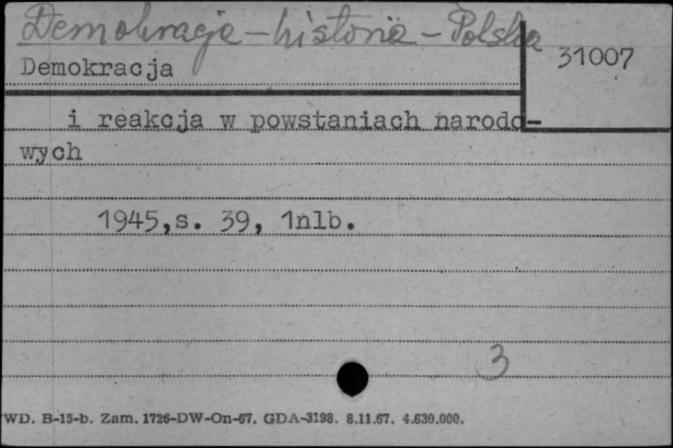 Demokracja - historia - Polska
31007
Demokracja
i reakcja w powstaniach narodo-
wych
1945,s. 39, 1nlb.
3
WD. B-15-b. Zam. 1726-DW-On-67. GDA-3198. 8.11.67. 4.630.000.